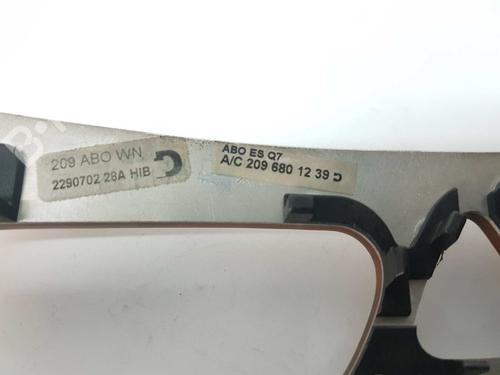 209 ABO WN
2290702 28A HIB
ABO ES Q7
A/C 209 680 12 39